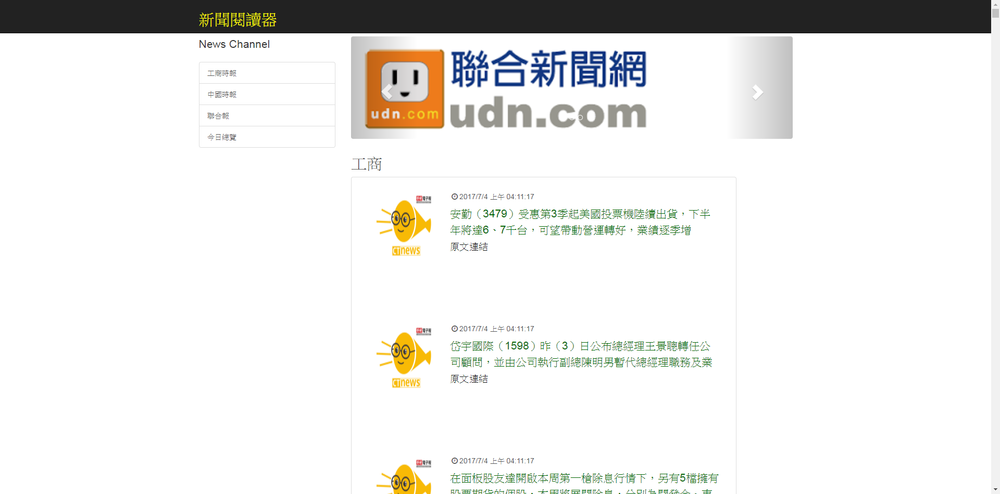 新聞閱讀器
News Channel
工商時報
中國時報
聯合報
今日總覽
聯合新聞網
udn.com
udn.com
工商
電子報
CTnews
2017/7/4 上午 04:11:17
安勤（3479）受惠第3季起美國投票機陸續出貨，下半
年將達6、7千台，可望帶動營運轉好，業績逐季增
原文連結
電子報
CTnews
2017/7/4 上午 04:11:17
岱宇國際（1598）昨（3）日公布總經理王景聰轉任公
司顧問，並由公司執行副總陳明男暫代總經理職務及業
原文連結
電子報
2017/7/4 上午 04:11:17
在面板股友達開啟本周第一槍除息行情下，另有5檔擁有
股票期貨的個股，本周將展開除息，分別為開發金、東